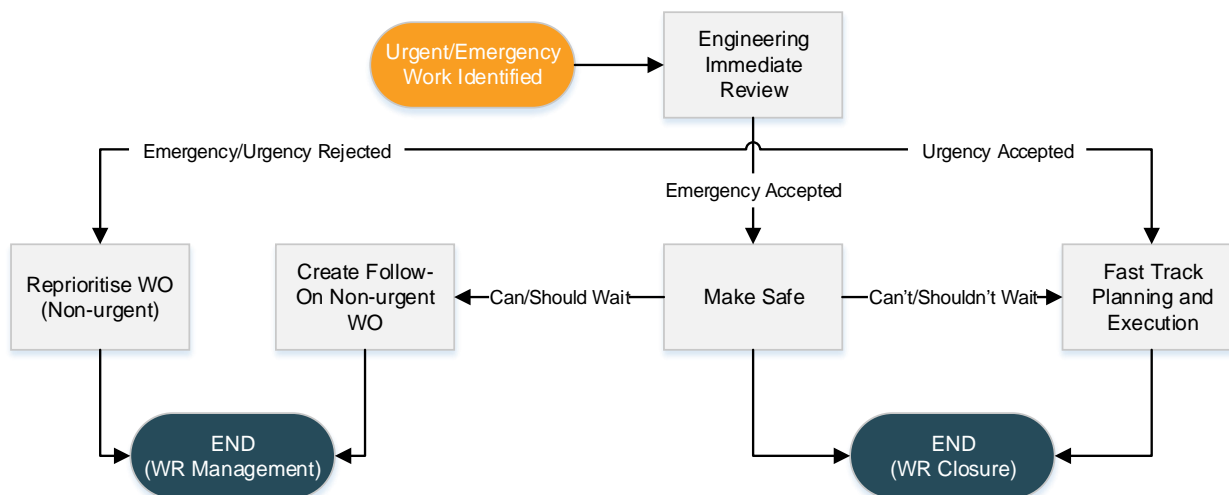 Urgent/Emergency
Work Identified
Engineering
Immediate
Review
Emergency/Urgency Rejected
Urgency Accepted
Emergency Accepted
Reprioritise WO
(Non-urgent)
Create Follow-
On Non-urgent
WO
Can/Should Wait
Make Safe
Can't/Shouldn't Wait
Fast Track
Planning and
Execution
END
(WR Management)
END
(WR Closure)